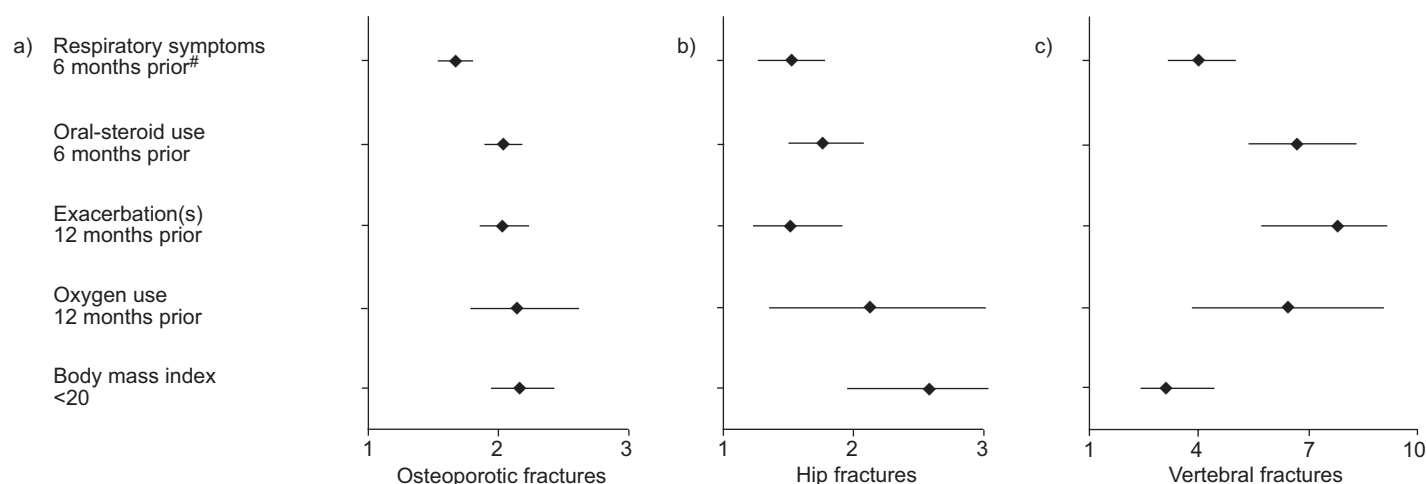 a)
Respiratory symptoms
6 months prior#
Oral-steroid use
6 months prior
Exacerbation(s)
12 months prior
Oxygen use
12 months prior
Body mass index
<20
1 2 3
Osteoporotic fractures
b)
1 2 3
Hip fractures
c)
1 4 7 10
Vertebral fractures